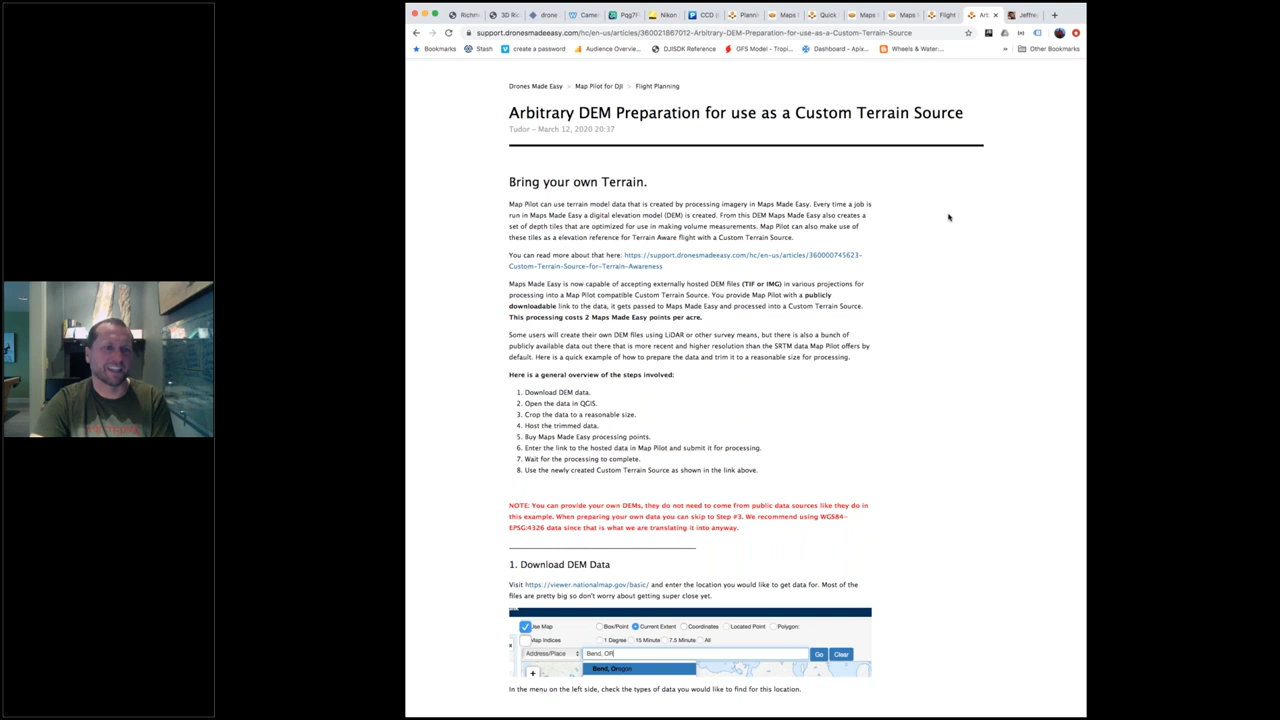 Richm
3D Ric
drone
Came
Pqg7F
Nikon
CCD (
Planni
Maps
Quick
Maps
Maps
Flight
Art
Jeffrey
support.dronesmadeeasy.com/hc/en-us/articles/360021867012-Arbitrary-DEM-Preparation-for-use-as-a-Custom-Terrain-Source
Bookmarks
Stash
create a password
Audience Overvie...
DJISDK Reference
GFS Model - Tropi...
Dashboard - Apix...
Wheels & Water:...
»
Other Bookmarks
Drones Made Easy > Map Pilot for DJI > Flight Planning
Arbitrary DEM Preparation for use as a Custom Terrain Source
Tudor – March 12, 2020 20:37
Bring your own Terrain.
Map Pilot can use terrain model data that is created by processing imagery in Maps Made Easy. Every time a job is
run in Maps Made Easy a digital elevation model (DEM) is created. From this DEM Maps Made Easy also creates a
set of depth tiles that are optimized for use in making volume measurements. Map Pilot can also make use of
these tiles as a elevation reference for Terrain Aware flight with a Custom Terrain Source.
You can read more about that here: https://support.dronesmadeeasy.com/hc/en-us/articles/360000745623-
Custom-Terrain-Source-for-Terrain-Awareness
Maps Made Easy is now capable of accepting externally hosted DEM files (TIF or IMG) in various projections for
processing into a Map Pilot compatible Custom Terrain Source. You provide Map Pilot with a publicly
downloadable link to the data, it gets passed to Maps Made Easy and processed into a Custom Terrain Source.
This processing costs 2 Maps Made Easy points per acre.
Some users will create their own DEM files using LiDAR or other survey means, but there is also a bunch of
publicly available data out there that is more recent and higher resolution than the SRTM data Map Pilot offers by
default. Here is a quick example of how to prepare the data and trim it to a reasonable size for processing.
Here is a general overview of the steps involved:
1. Download DEM data.
2. Open the data in QGIS.
3. Crop the data to a reasonable size.
4. Host the trimmed data.
5. Buy Maps Made Easy processing points.
6. Enter the link to the hosted data in Map Pilot and submit it for processing.
7. Wait for the processing to complete.
8. Use the newly created Custom Terrain Source as shown in the link above.
NOTE: You can provide your own DEMs, they do not need to come from public data sources like they do in
this example. When preparing your own data you can skip to Step #3. We recommend using WGS84-
EPSG:4326 data since that is what we are translating it into anyway.
1. Download DEM Data
Visit https://viewer.nationalmap.gov/basic/ and enter the location you would like to get data for. Most of the
files are pretty big so don't worry about getting super close yet.
Use Map
Box/Point
Current Extent
Coordinates
Located Point
Polygon:
Map Indices
1 Degree
15 Minute
7.5 Minute
All
Address/Place
Bend, OR
Go
Clear
Bend, Oregon
In the menu on the left side, check the types of data you would like to find for this location.